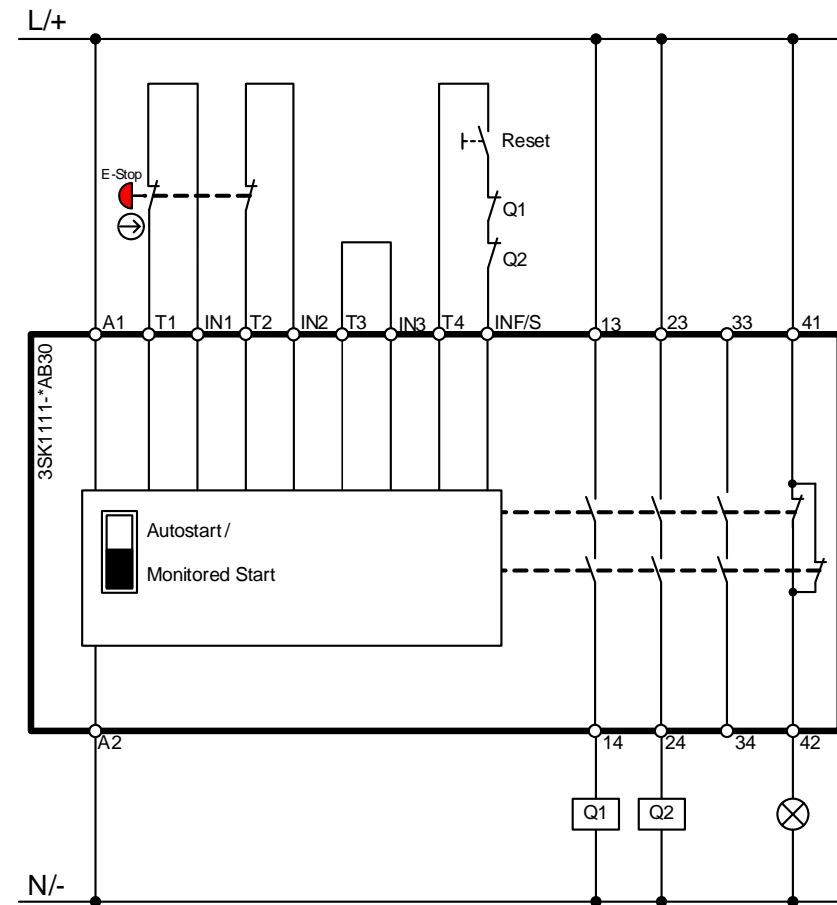 L/+
Reset
E-Stop
Q1
Q2
A1 T1 IN1 T2 IN2 T3 IN3 T4 INF/S 13 23 33 41
3SK1111-*AB30
Autostart/
Monitored Start
A2 14 24 34 42
Q1 Q2
N/-